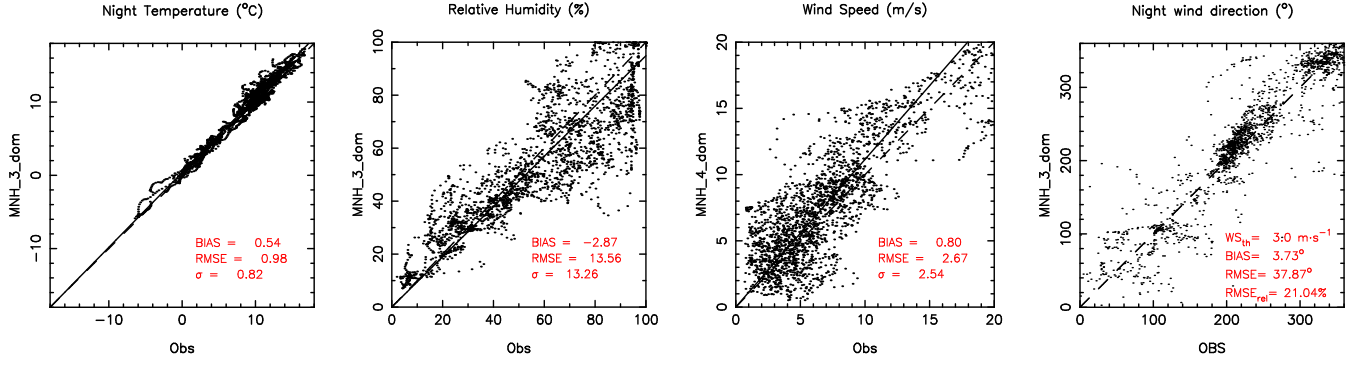 Night Temperature (°C)
MNH_3_dom
10
0
−10
BIAS = 0.54
RMSE = 0.98
σ = 0.82
−10 0 10
Obs
Relative Humidity (%)
MNH_3_dom
100
80
60
40
20
0
BIAS = −2.87
RMSE = 13.56
σ = 13.26
0 20 40 60 80 100
Obs
Wind Speed (m/s)
MNH_4_dom
20
15
10
5
0
BIAS = 0.80
RMSE = 2.67
σ = 2.54
0 5 10 15 20
Obs
Night wind direction (°)
MNH_3_dom
300
200
100
0
WS_th= 3.0 m·s⁻¹
BIAS= 3.73°
RMSE= 37.87°
RMSE_rel= 21.04%
0 100 200 300
OBS